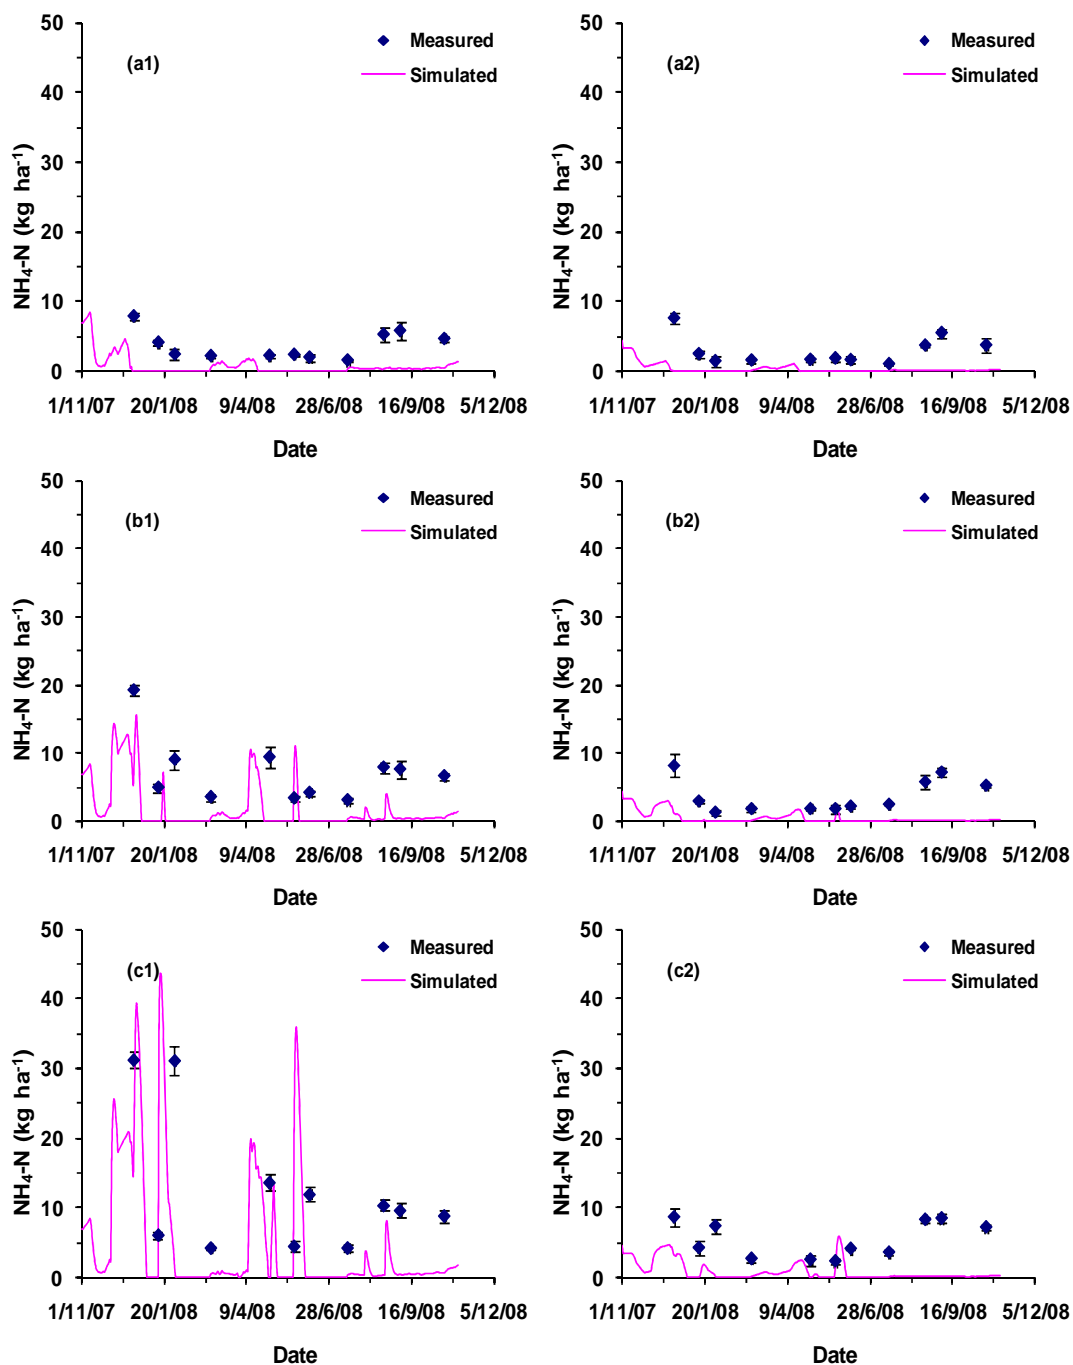 50
40
30
20
10
0
NH₄-N (kg ha⁻¹)
(a1)
Measured
Simulated
1/11/07 20/1/08 9/4/08 28/6/08 16/9/08 5/12/08
Date
50
40
30
20
10
0
NH₄-N (kg ha⁻¹)
(a2)
Measured
Simulated
1/11/07 20/1/08 9/4/08 28/6/08 16/9/08 5/12/08
Date
50
40
30
20
10
0
NH₄-N (kg ha⁻¹)
(b1)
Measured
Simulated
1/11/07 20/1/08 9/4/08 28/6/08 16/9/08 5/12/08
Date
50
40
30
20
10
0
NH₄-N (kg ha⁻¹)
(b2)
Measured
Simulated
1/11/07 20/1/08 9/4/08 28/6/08 16/9/08 5/12/08
Date
50
40
30
20
10
0
NH₄-N (kg ha⁻¹)
(c1)
Measured
Simulated
1/11/07 20/1/08 9/4/08 28/6/08 16/9/08 5/12/08
Date
50
40
30
20
10
0
NH₄-N (kg ha⁻¹)
(c2)
Measured
Simulated
1/11/07 20/1/08 9/4/08 28/6/08 16/9/08 5/12/08
Date